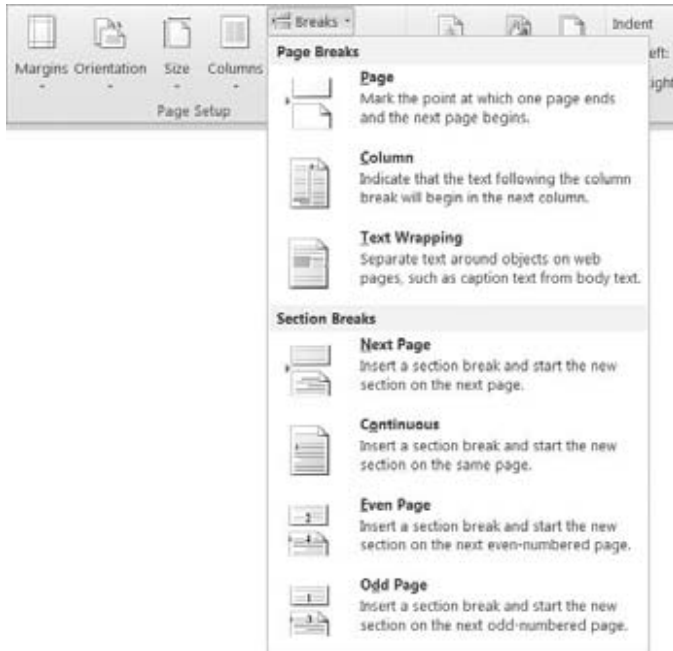 Breaks
Indent
eft:
ight
Margins Orientation Size Columns
Page Setup
Page Breaks
Page
Mark the point at which one page ends
and the next page begins.
Column
Indicate that the text following the column
break will begin in the next column.
Text Wrapping
Separate text around objects on web
pages, such as caption text from body text.
Section Breaks
Next Page
Insert a section break and start the new
section on the next page.
Continuous
Insert a section break and start the new
section on the same page.
2
4
Even Page
Insert a section break and start the new
section on the next even-numbered page.
1
3
Odd Page
Insert a section break and start the new
section on the next odd-numbered page.